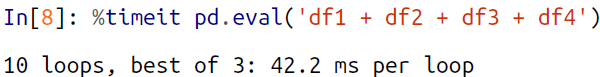 In[8]: %timeit pd.eval('df1 + df2 + df3 + df4')
10 loops, best of 3: 42.2 ms per loop